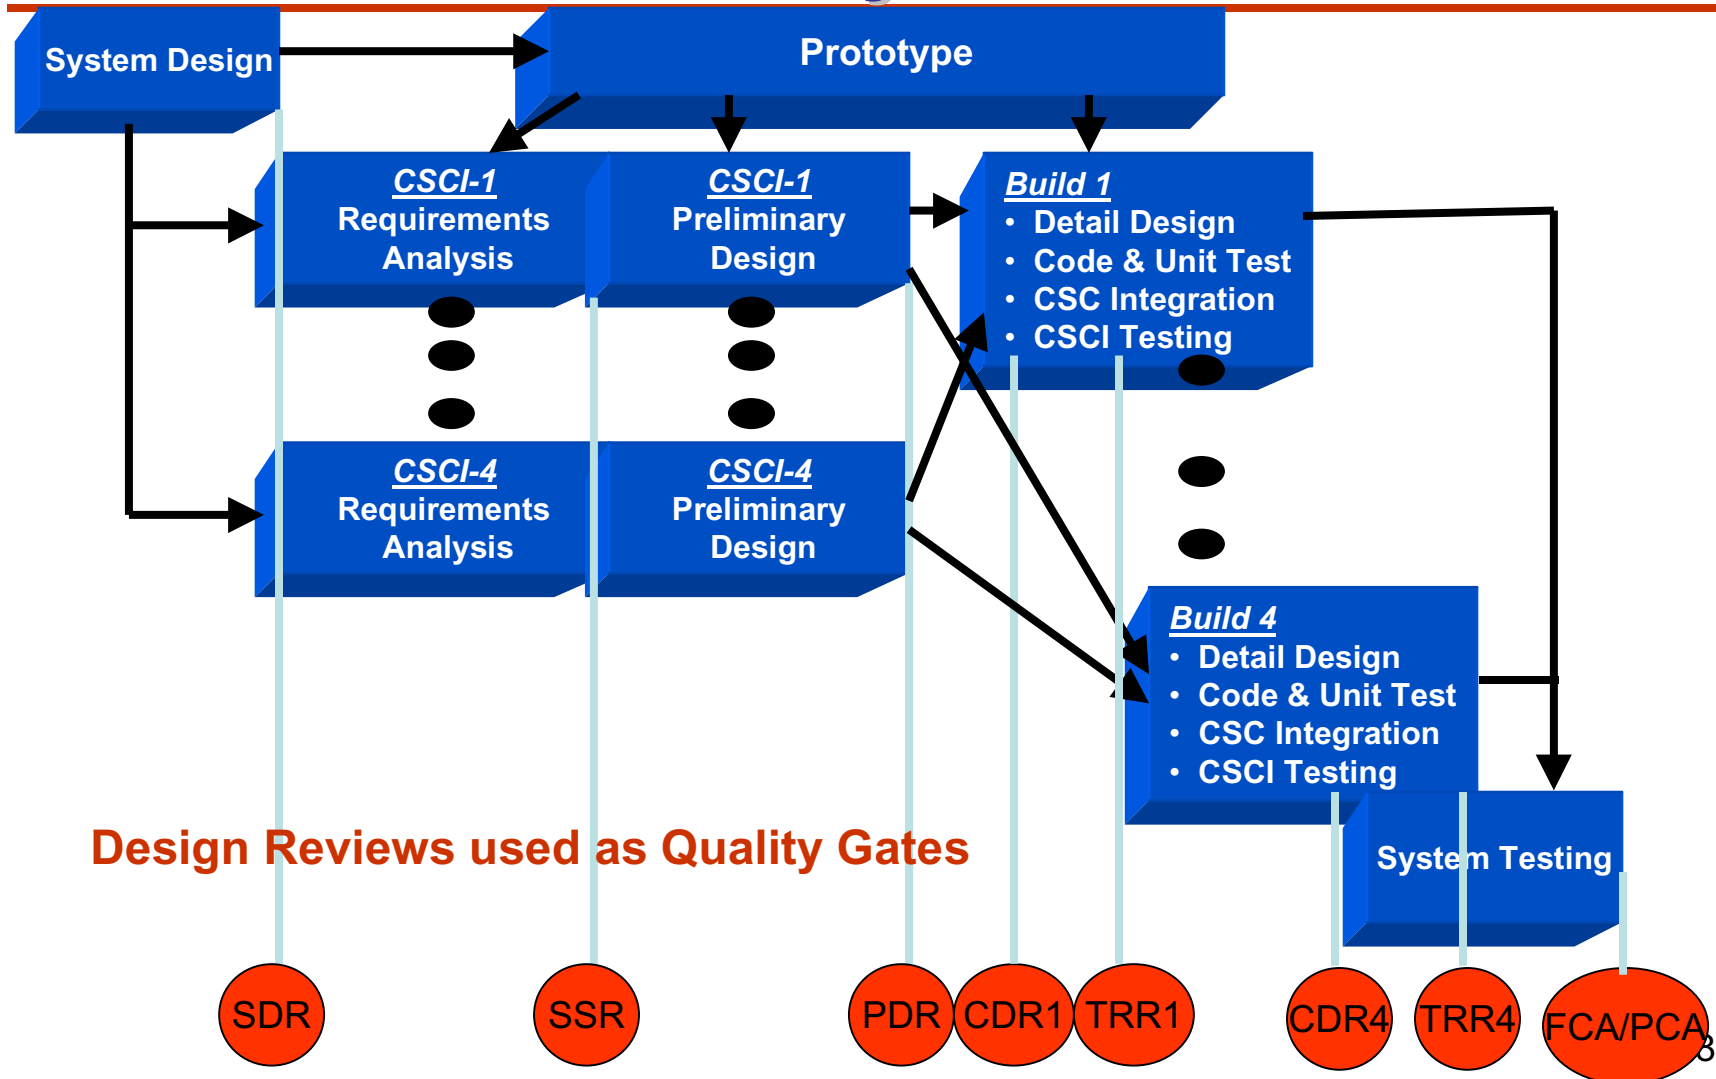 System Design
Prototype
CSCI-1
Requirements
Analysis
CSCI-1
Preliminary
Design
Build 1
• Detail Design
• Code & Unit Test
• CSC Integration
• CSCI Testing
CSCI-4
Requirements
Analysis
CSCI-4
Preliminary
Design
Build 4
• Detail Design
• Code & Unit Test
• CSC Integration
• CSCI Testing
Design Reviews used as Quality Gates
System Testing
SDR
SSR
PDR
CDR1
TRR1
CDR4
TRR4
FCA/PCA